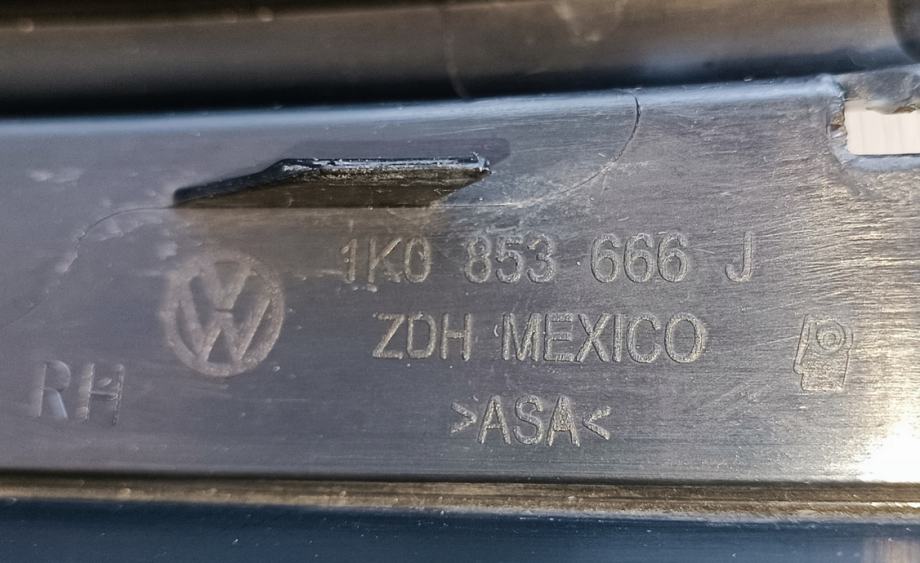 1K0 853 666 J
ZDH MEXICO
RH
>ASA<